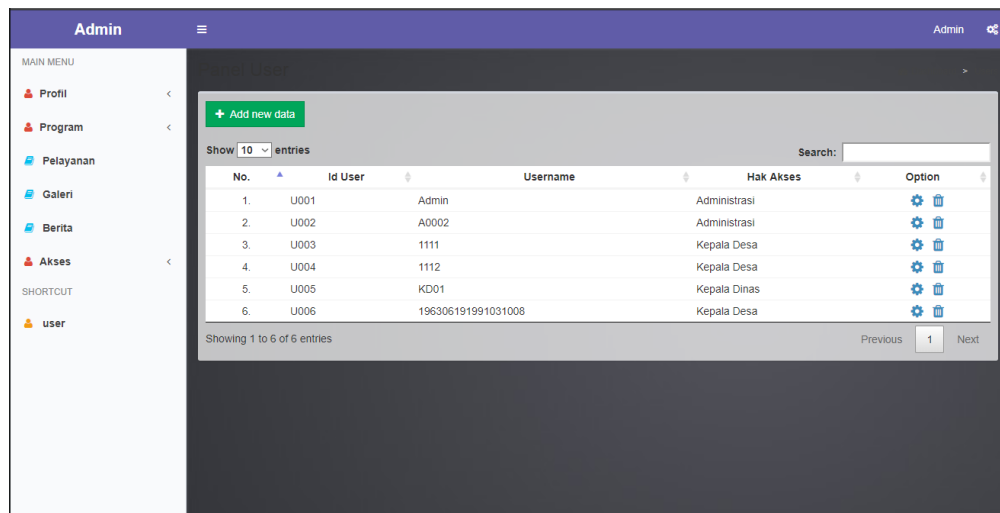 Admin
Admin
MAIN MENU
Profil
Program
Pelayanan
Galeri
Berita
Akses
SHORTCUT
user
User
>
+ Add new data
Show 10 entries
Search:
No. Id User Username Hak Akses Option
1. U001 Admin Administrasi
2. U002 A0002 Administrasi
3. U003 1111 Kepala Desa
4. U004 1112 Kepala Desa
5. U005 KD01 Kepala Dinas
6. U006 196306191991031008 Kepala Desa
Showing 1 to 6 of 6 entries
Previous 1 Next